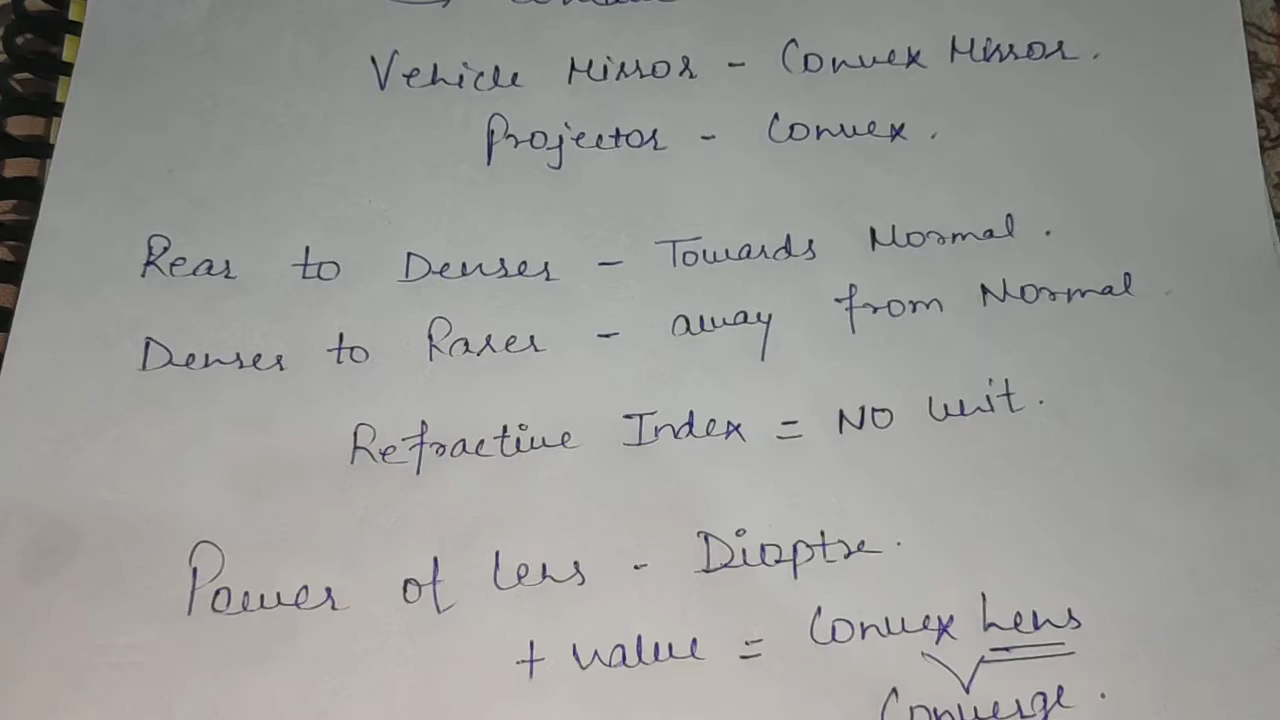 Vehicle Mirror - Convex Mirror.
Projector - Convex.
Rear to Denser - Towards Normal.
Denser to Rarer - away from Normal
Refractive Index = NO Unit.
Power of lens - Dioptre.
+ value = Convex Lens
Converge.